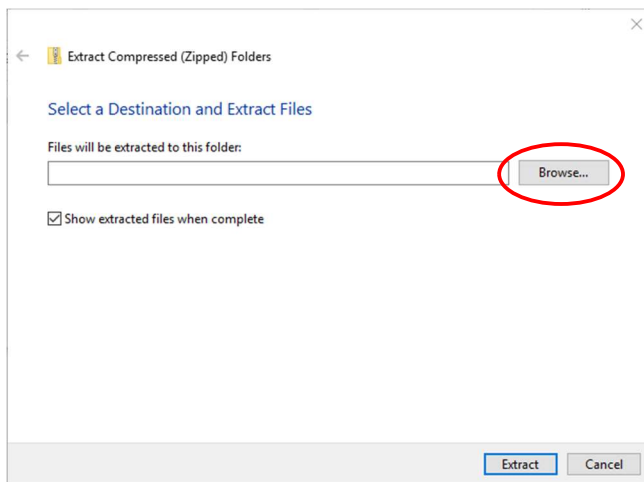 Extract Compressed (Zipped) Folders
Select a Destination and Extract Files
Files will be extracted to this folder:
Browse...
Show extracted files when complete
Extract Cancel